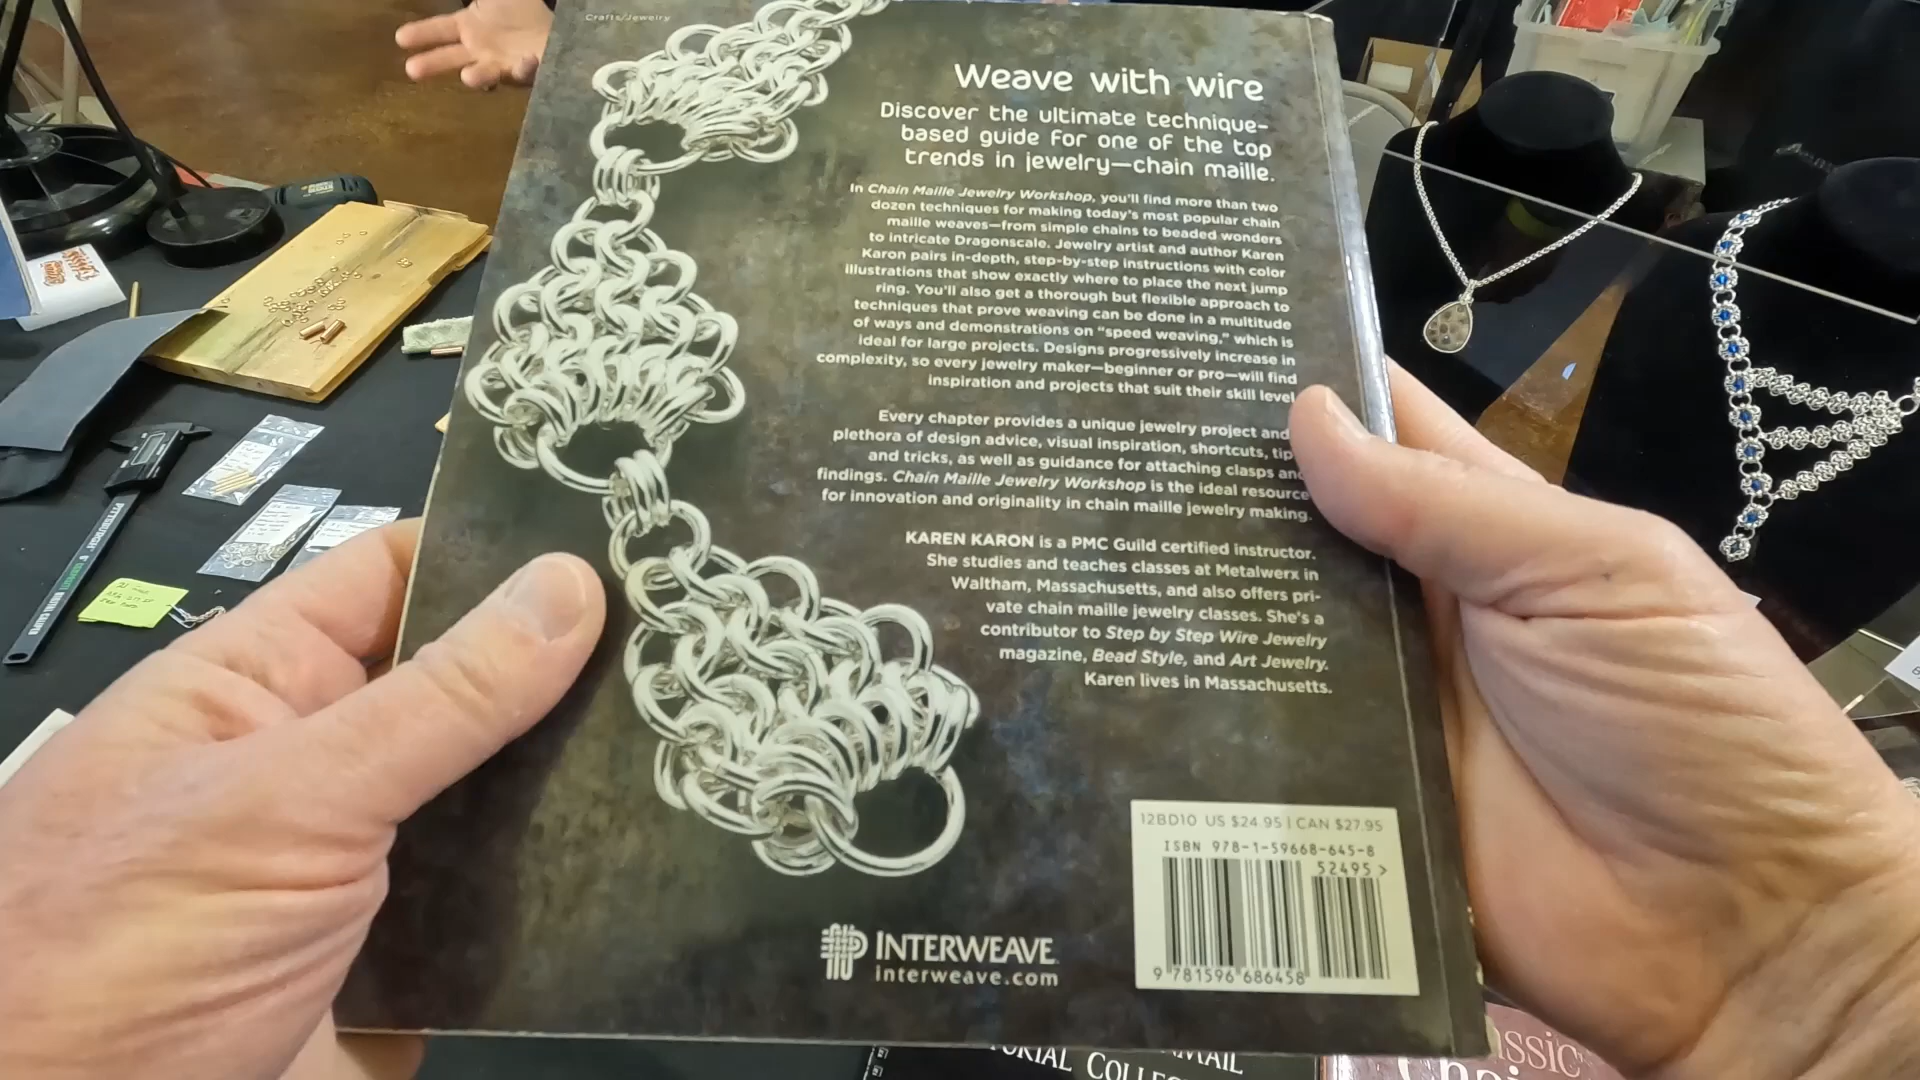 Crafts/Jewelry
Weave with wire
Discover the ultimate technique-
based guide for one of the top
trends in jewelry—chain maille.
In Chain Maille Jewelry Workshop, you'll find more than two
dozen techniques for making today's most popular chain
maille weaves—from simple chains to beaded wonders
to intricate Dragonscale. Jewelry artist and author Karen
Karon pairs in-depth, step-by-step instructions with color
illustrations that show exactly where to place the next jump
ring. You'll also get a thorough but flexible approach to
techniques that prove weaving can be done in a multitude
of ways and demonstrations on "speed weaving," which is
ideal for large projects. Designs progressively increase in
complexity, so every jewelry maker—beginner or pro—will find
inspiration and projects that suit their skill level
Every chapter provides a unique jewelry project and
plethora of design advice, visual inspiration, shortcuts, tip
and tricks, as well as guidance for attaching clasps and
findings. Chain Maille Jewelry Workshop is the ideal resource
for innovation and originality in chain maille jewelry making.
KAREN KARON is a PMC Guild certified instructor.
She studies and teaches classes at Metalwerx in
Waltham, Massachusetts, and also offers pri-
vate chain maille jewelry classes. She's a
contributor to Step by Step Wire Jewelry
magazine, Bead Style, and Art Jewelry.
Karen lives in Massachusetts.
12BD10 US $24.95 | CAN $27.95
ISBN 978-1-59668-645-8
52495 >
9 781596 686458
INTERWEAVE
interweave.com
PITTSBURGH
COLLEC